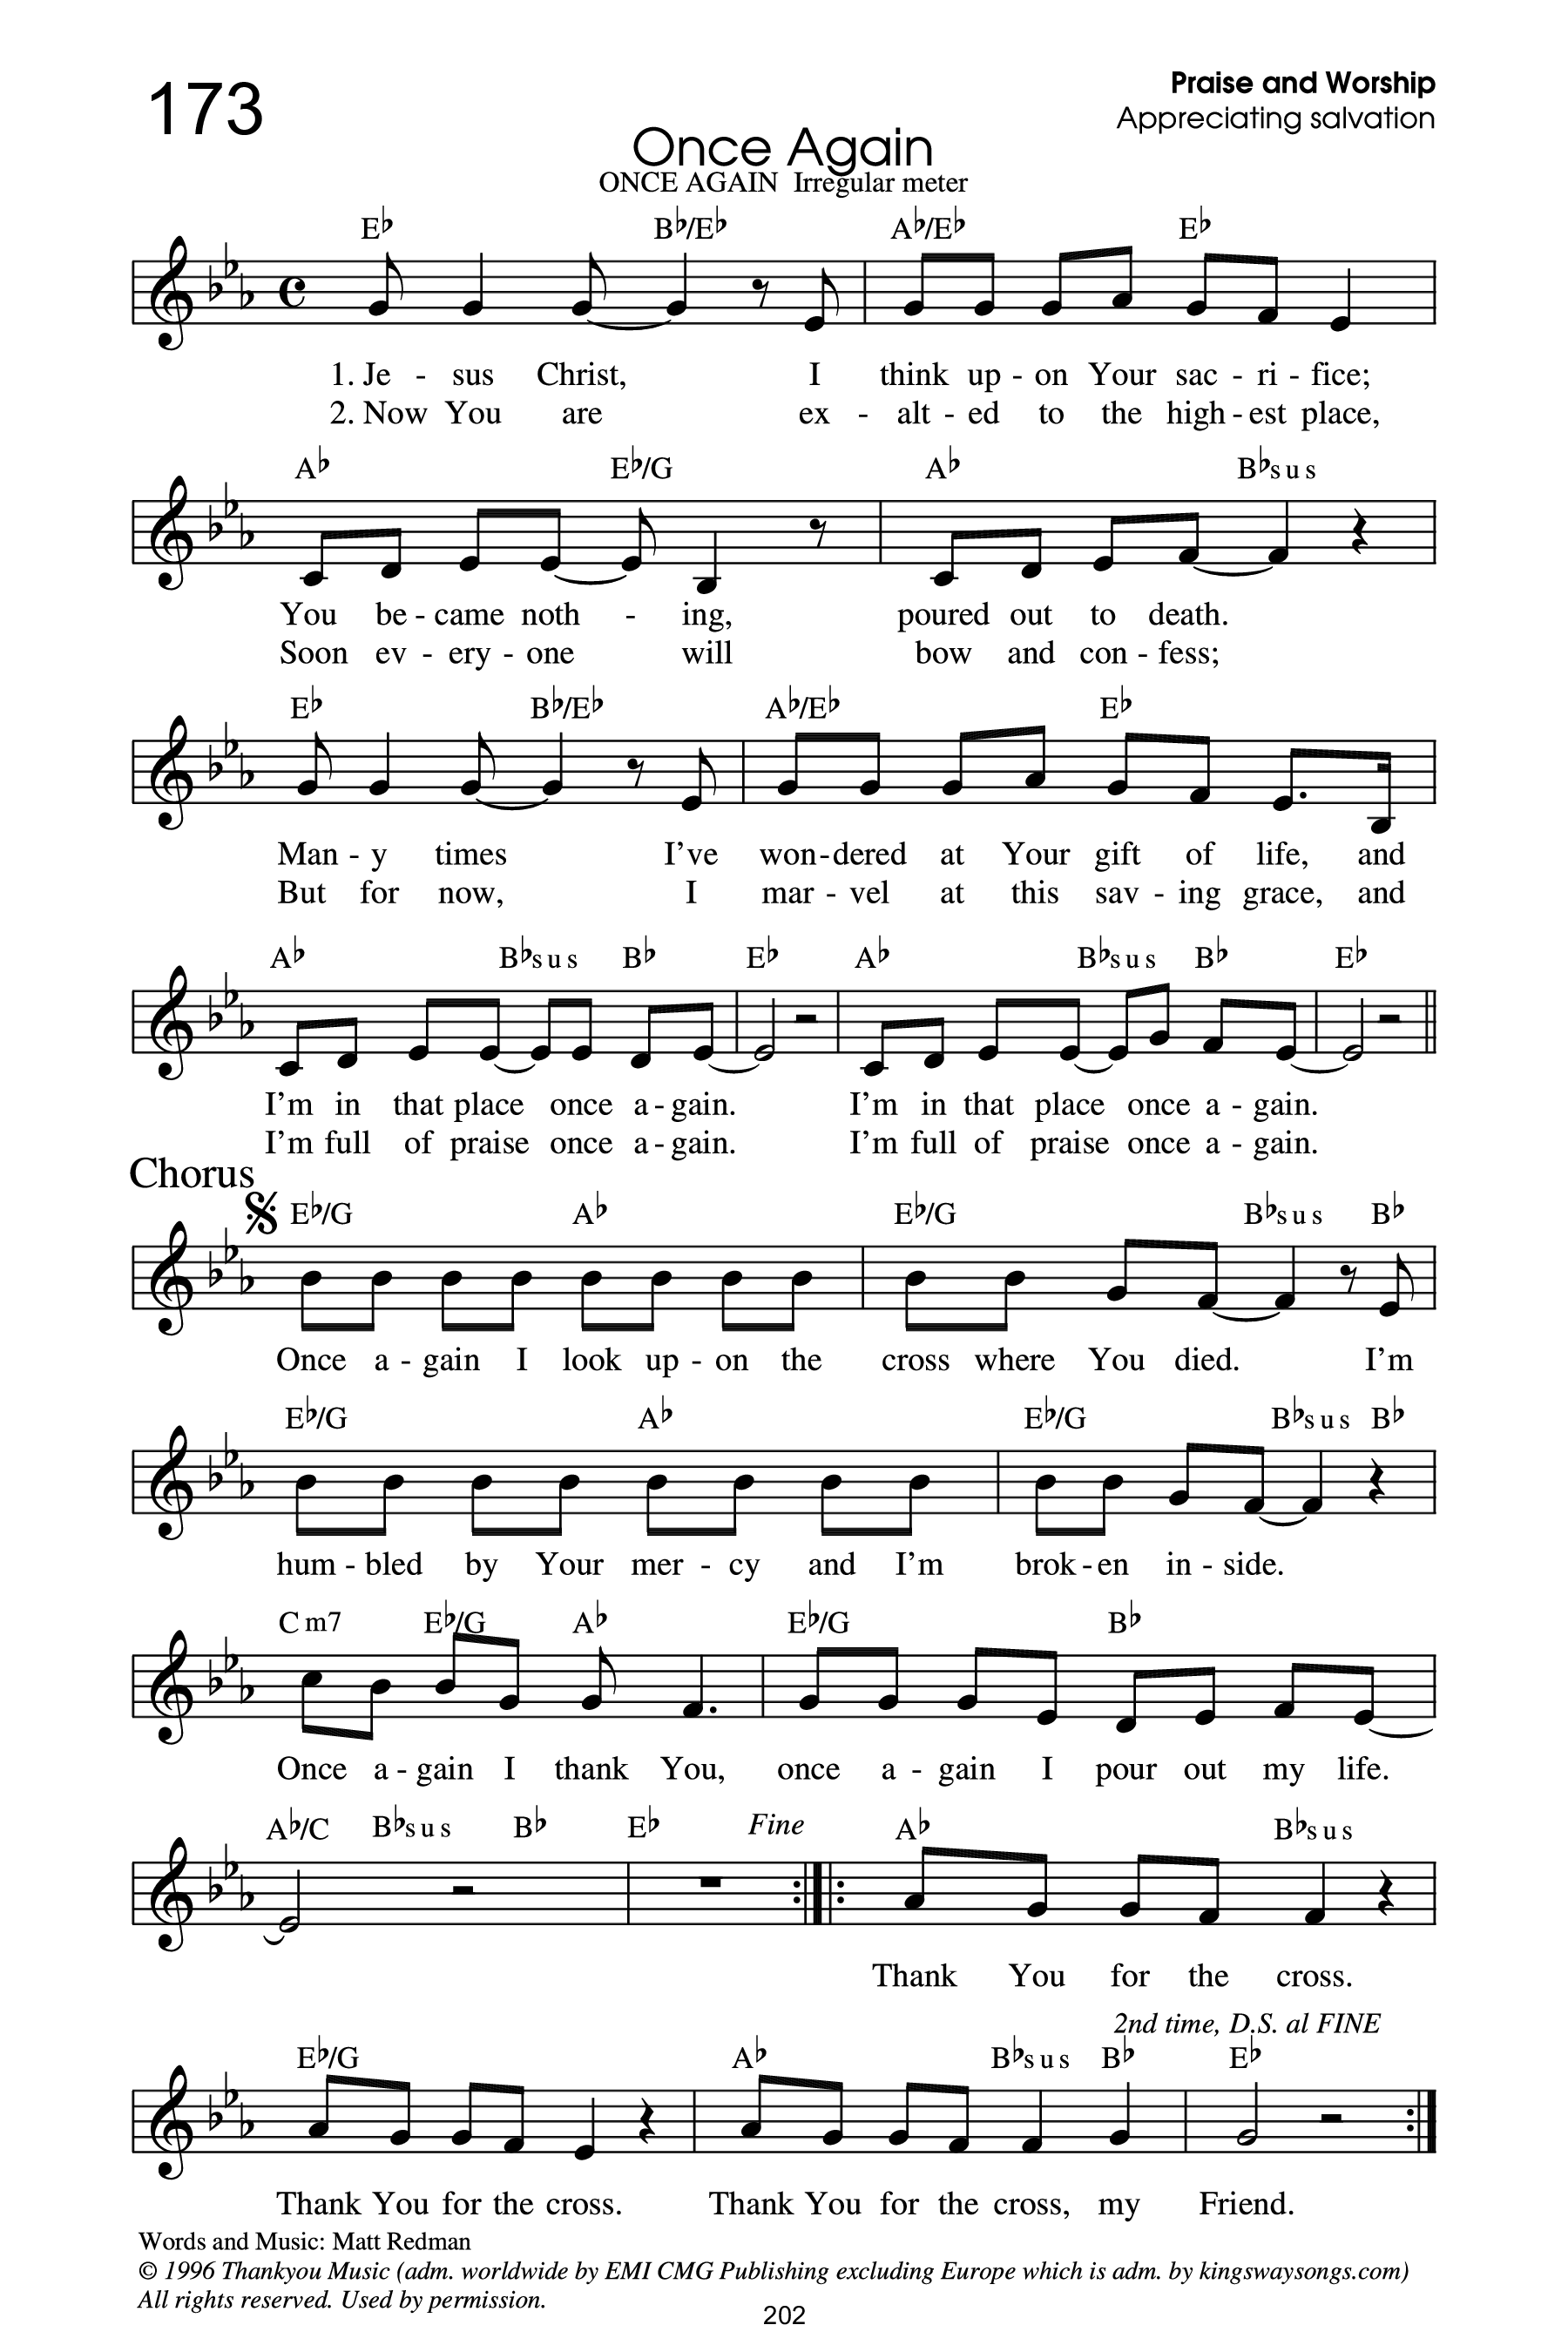 173
Praise and Worship
Appreciating salvation
Once Again
ONCE AGAIN Irregular meter
E♭ B♭/E♭ A♭/E♭ E♭
1. Je - sus Christ, I think up - on Your sac - ri - fice;
2. Now You are ex - alt - ed to the high - est place,
A♭ E♭/G A♭ B♭sus
You be - came noth - ing, poured out to death.
Soon ev - ery - one will bow and con - fess;
E♭ B♭/E♭ A♭/E♭ E♭
Man - y times I've won - dered at Your gift of life, and
But for now, I mar - vel at this sav - ing grace, and
A♭ B♭sus B♭ E♭ A♭ B♭sus B♭ E♭
I'm in that place once a - gain. I'm in that place once a - gain.
I'm full of praise once a - gain. I'm full of praise once a - gain.
Chorus
E♭/G A♭ E♭/G B♭sus B♭
Once a - gain I look up - on the cross where You died. I'm
E♭/G A♭ E♭/G B♭sus B♭
hum - bled by Your mer - cy and I'm brok - en in - side.
Cm7 E♭/G A♭ E♭/G B♭
Once a - gain I thank You, once a - gain I pour out my life.
A♭/C B♭sus B♭ E♭ Fine A♭ B♭sus
Thank You for the cross.
2nd time, D.S. al FINE
E♭/G A♭ B♭sus B♭ E♭
Thank You for the cross. Thank You for the cross, my Friend.
Words and Music: Matt Redman
© 1996 Thankyou Music (adm. worldwide by EMI CMG Publishing excluding Europe which is adm. by kingswaysongs.com)
All rights reserved. Used by permission.
202